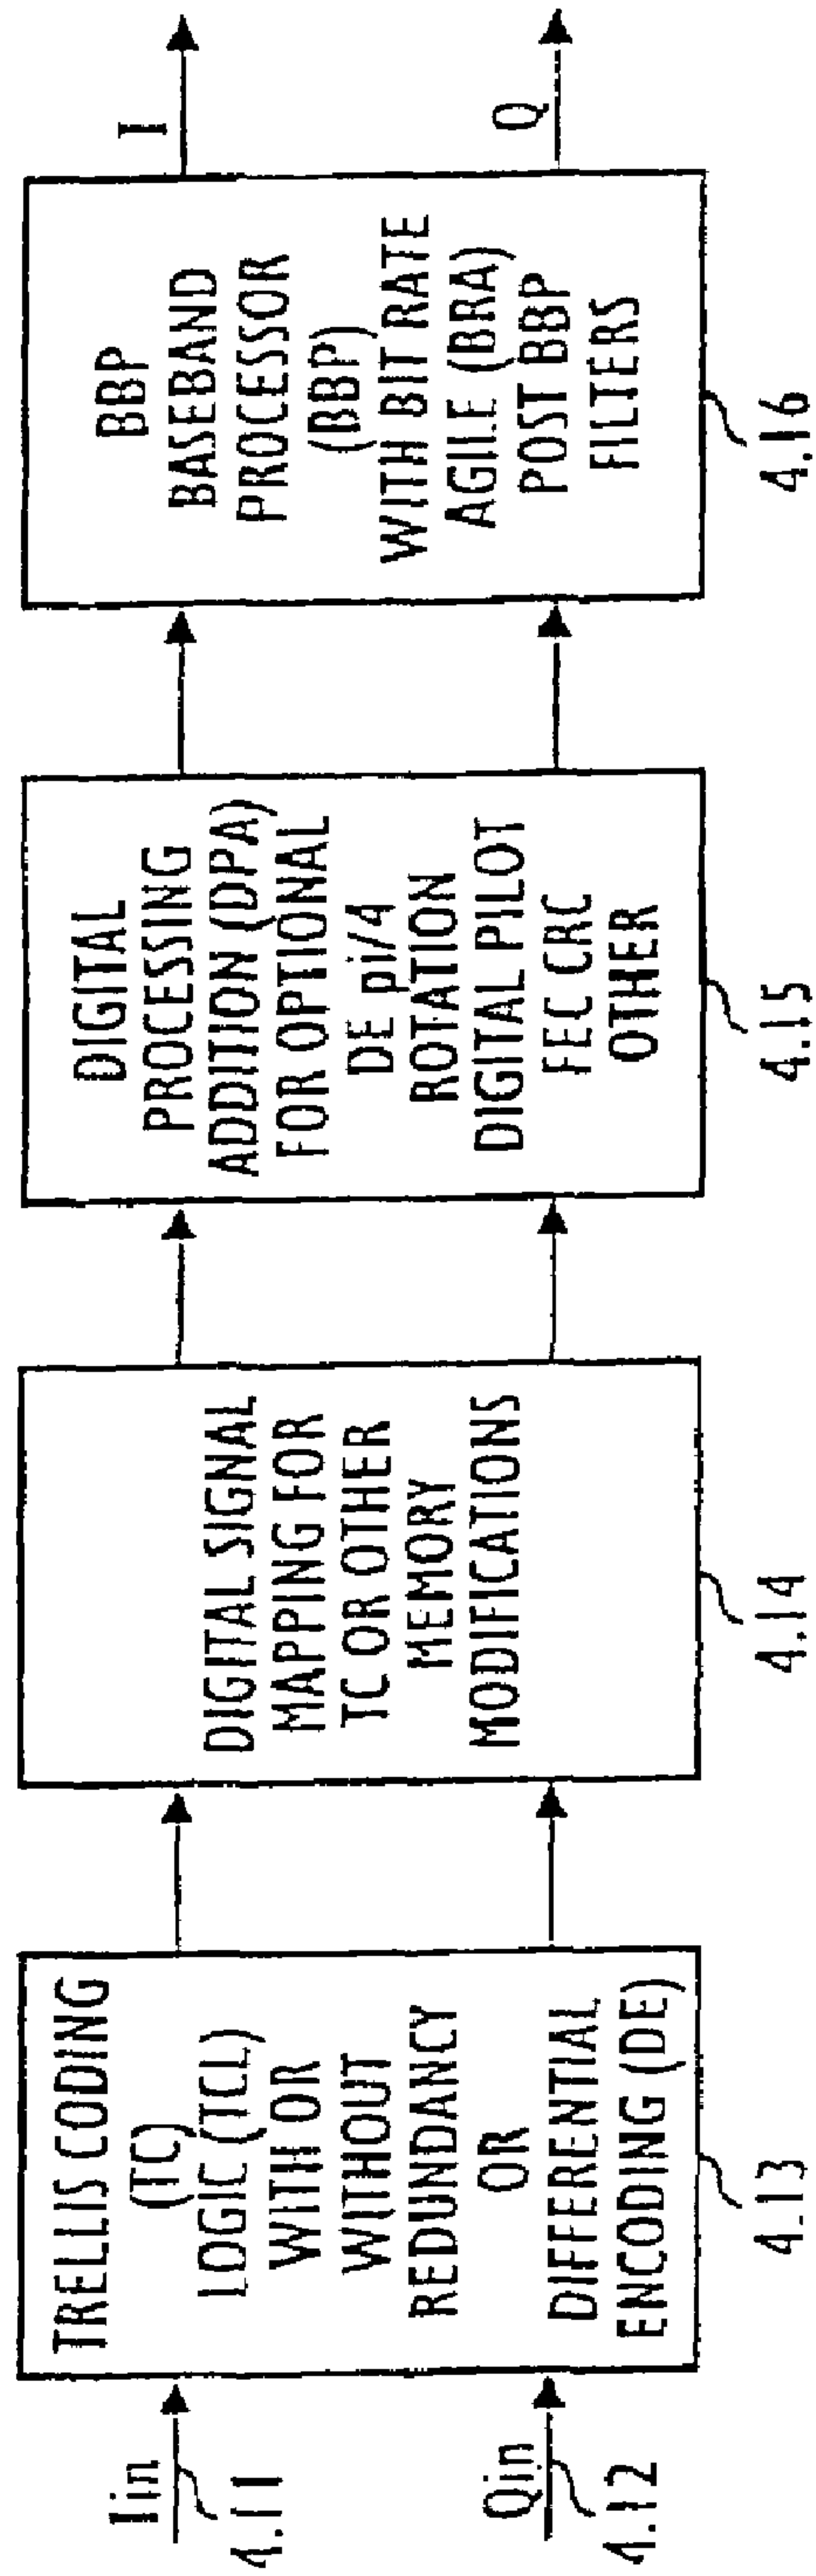 Iin
4.11
Qin
4.12
TRELLIS CODING
(TC)
LOGIC (TCL)
WITH OR
WITHOUT
REDUNDANCY
OR
DIFFERENTIAL
ENCODING (DE)
4.13
DIGITAL SIGNAL
MAPPING FOR
TC OR OTHER
MEMORY
MODIFICATIONS
4.14
DIGITAL
PROCESSING
ADDITION (DPA)
FOR OPTIONAL
DE pi/4
ROTATION
DIGITAL PILOT
FEC CRC
OTHER
4.15
BBP
BASEBAND
PROCESSOR
(BBP)
WITH BIT RATE
AGILE (BRA)
POST BBP
FILTERS
4.16
I
Q